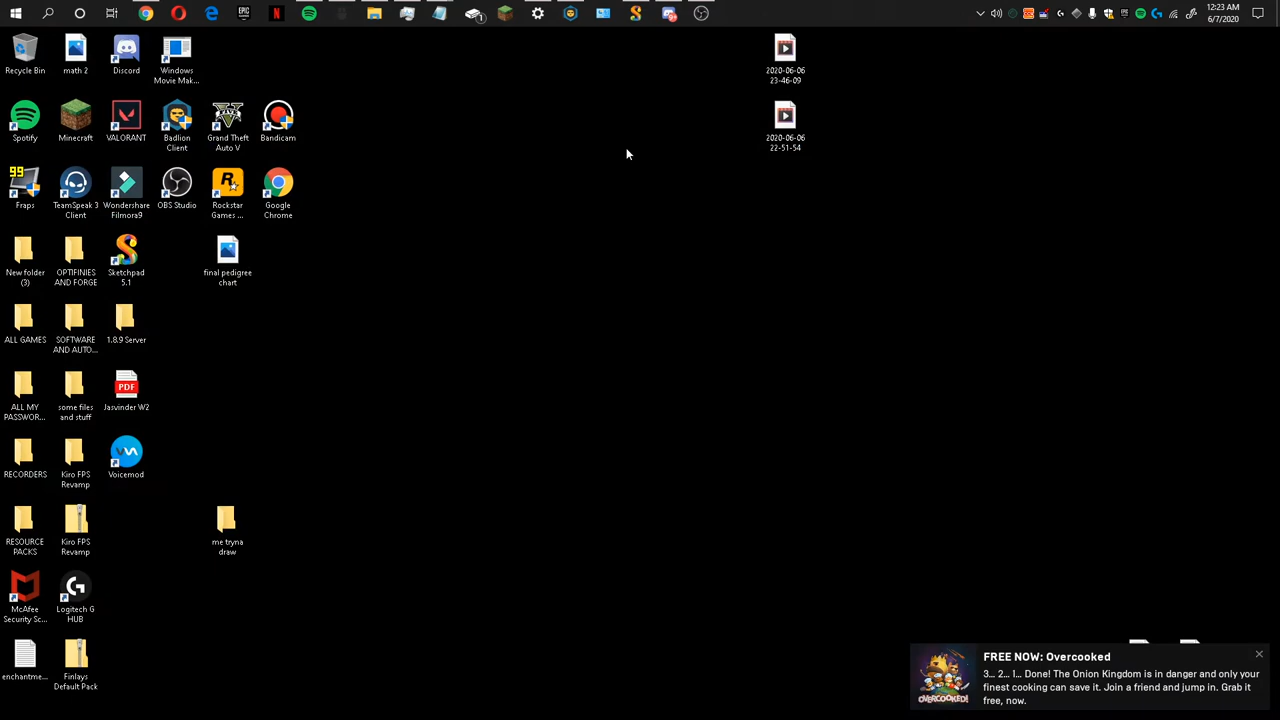 EPIC
N
1
12:23 AM
6/7/2020
Recycle Bin
math 2
Discord
Windows
Movie Mak...
2020-06-06
23-46-09
Spotify
Minecraft
VALORANT
Badlion
Client
Grand Theft
Auto V
Bandicam
2020-06-06
22-51-54
99
Fraps
TeamSpeak 3
Client
Wondershare
Filmora9
OBS Studio
Rockstar
Games ...
Google
Chrome
New folder
(3)
OPTIFINIES
AND FORGE
Sketchpad
5.1
final pedigree
chart
ALL GAMES
SOFTWARE
AND AUTO...
1.8.9 Server
ALL MY
PASSWOR...
some files
and stuff
PDF
Jasvinder W2
RECORDERS
Kiro FPS
Revamp
Voicemod
RESOURCE
PACKS
Kiro FPS
Revamp
me tryna
draw
McAfee
Security Sc...
Logitech G
HUB
enchantme...
Finlays
Default Pack
OVERCOOKED!
FREE NOW: Overcooked
3... 2... 1... Done! The Onion Kingdom is in danger and only your
finest cooking can save it. Join a friend and jump in. Grab it
free, now.